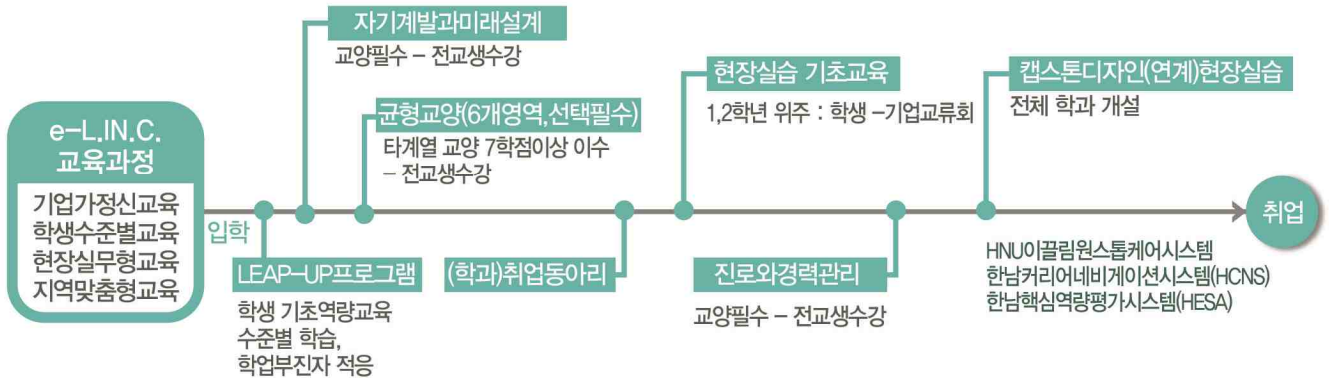 e-L.IN.C.
교육과정
기업가정신교육
학생수준별교육
현장실무형교육
지역맞춤형교육
입학
LEAP-UP프로그램
학생 기초역량교육
수준별 학습,
학업부진자 적응
자기계발과미래설계
교양필수 - 전교생수강
균형교양(6개영역,선택필수)
타계열 교양 7학점이상 이수
- 전교생수강
(학과)취업동아리
현장실습 기초교육
1,2학년 위주 : 학생 -기업교류회
진로와경력관리
교양필수 - 전교생수강
캡스톤디자인(연계)현장실습
전체 학과 개설
HNU이끌림원스톱케어시스템
한남커리어네비게이션시스템(HCNS)
한남핵심역량평가시스템(HESA)
취업